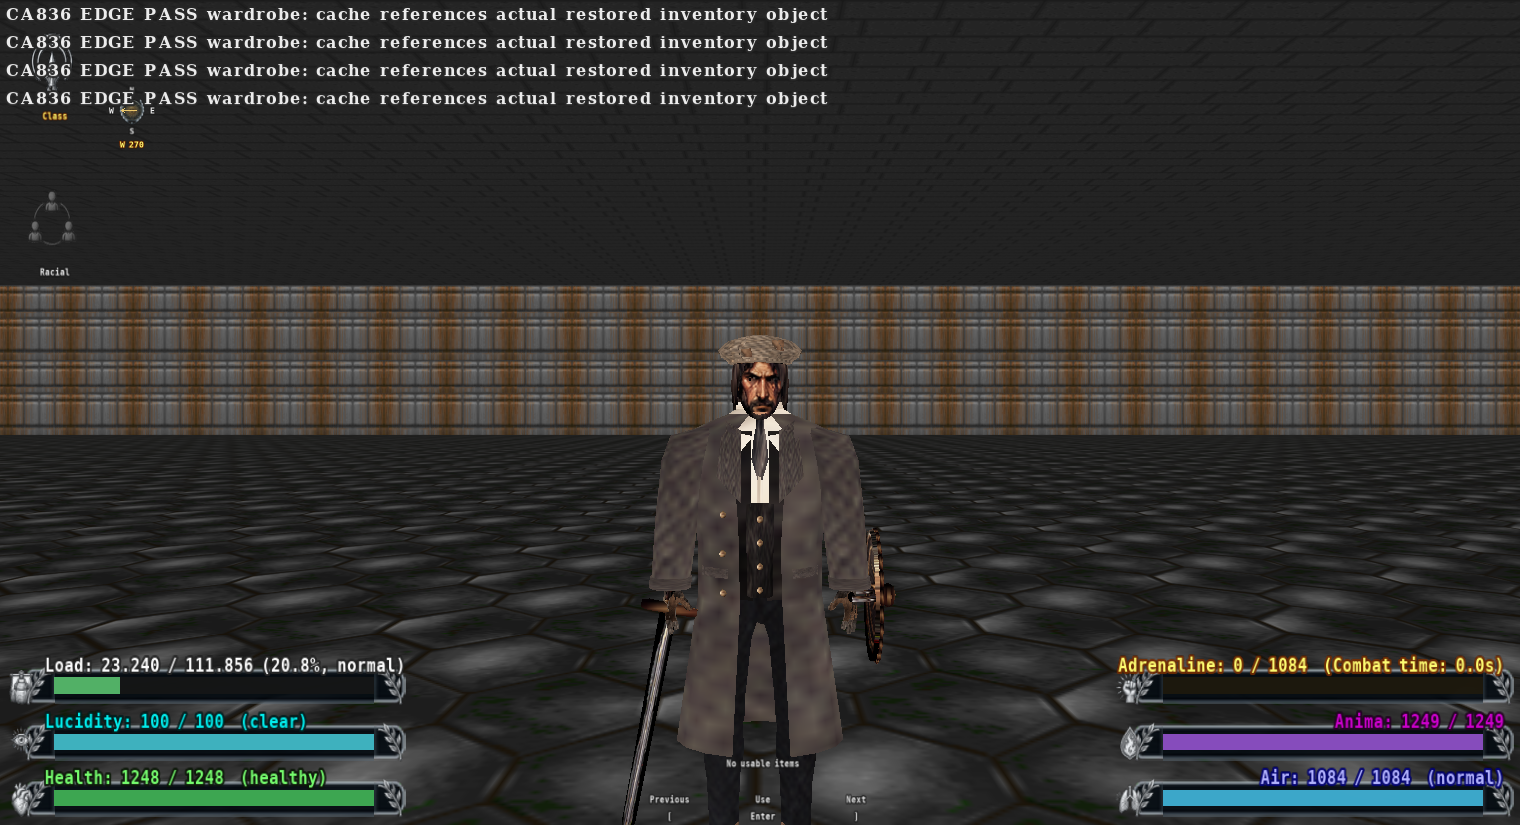 CA836 EDGE PASS wardrobe: cache references actual restored inventory object
CA836 EDGE PASS wardrobe: cache references actual restored inventory object
CA836 EDGE PASS wardrobe: cache references actual restored inventory object
CA836 EDGE PASS wardrobe: cache references actual restored inventory object
Class
W E
S
W 270
Racial
Load: 23.240 / 111.856 (20.8%, normal)
Lucidity: 100 / 100 (clear)
Health: 1248 / 1248 (healthy)
Adrenaline: 0 / 1084 (Combat time: 0.0s)
Anima: 1249 / 1249
Air: 1084 / 1084 (normal)
No usable items
Previous Use Next
[ Enter ]